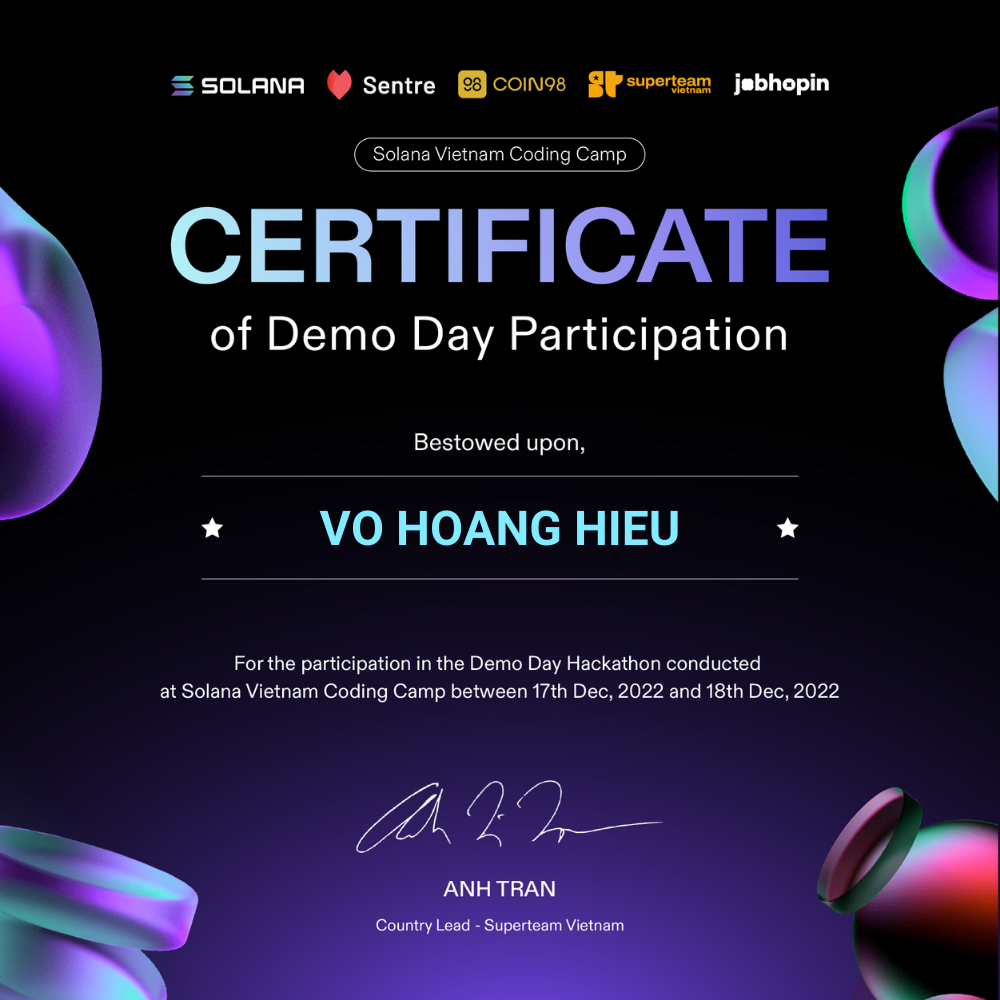 SOLANA Sentre 98 COIN98 superteam vietnam jobhopin
Solana Vietnam Coding Camp
CERTIFICATE
of Demo Day Participation
Bestowed upon,
VO HOANG HIEU
For the participation in the Demo Day Hackathon conducted
at Solana Vietnam Coding Camp between 17th Dec, 2022 and 18th Dec, 2022
ANH TRAN
Country Lead - Superteam Vietnam